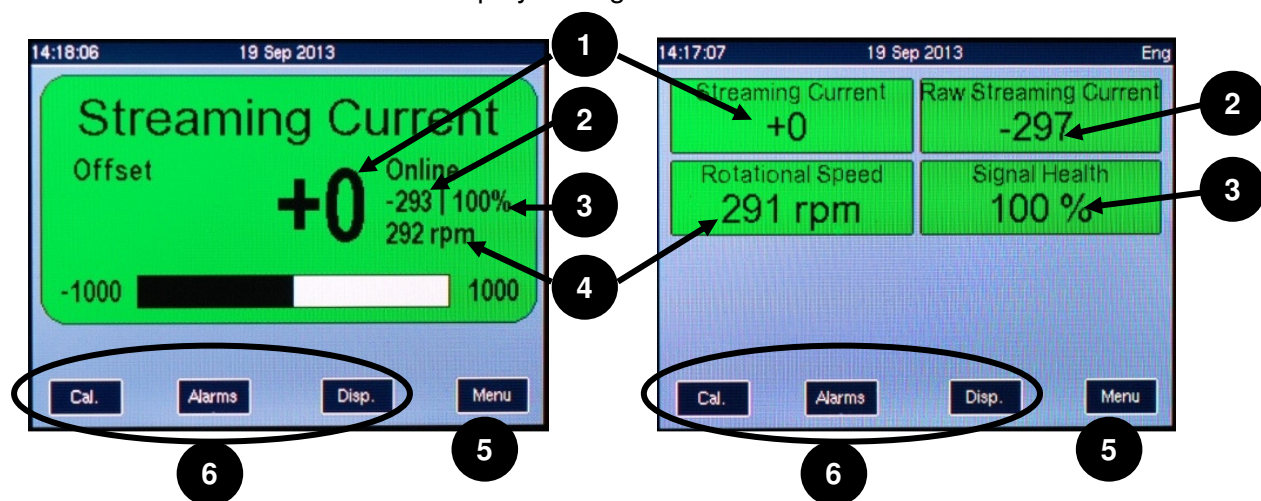 14:18:06 19 Sep 2013
Streaming Current
Offset
+0
Online
-293 | 100%
292 rpm
-1000 1000
Cal. Alarms Disp. Menu
1
2
3
4
5
6
14:17:07 19 Sep 2013 Eng
Streaming Current
+0
Raw Streaming Current
-297
Rotational Speed
291 rpm
Signal Health
100 %
Cal. Alarms Disp. Menu
2
3
5
6